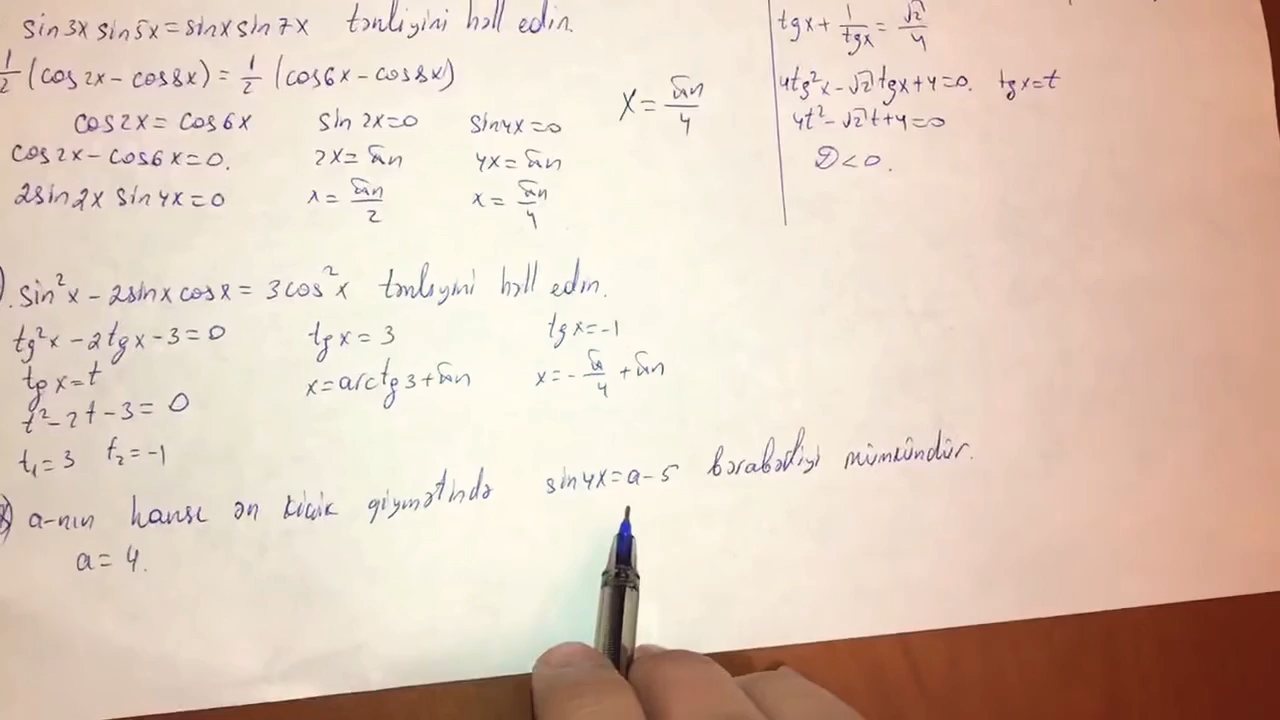 sin3x sin5x = sinx sin7x tənliyini həll edin.
1/2 (cos2x - cos8x) = 1/2 (cos6x - cos8x)
cos2x = cos6x sin2x=0 sin4x=0
cos2x - cos6x = 0. 2x = πn 4x = πn
2sin2x sin4x = 0 x = πn/2 x = πn/4
x = πn/4
tgx + 1/tgx = √2/4
4tg²x - √2 tgx + 4 = 0. tgx = t
4t² - √2t + 4 = 0
D < 0.
). sin²x - 2sinx cosx = 3cos²x tənliyini həll edin.
tg²x - 2tgx - 3 = 0 tgx = 3 tgx = -1
tgx = t x = arctg3 + πn x = -π/4 + πn
t² - 2t - 3 = 0
t₁ = 3 t₂ = -1
) a-nın hansı ən kiçik qiymətində sin4x = a - 5 bərabərliyi mümkündür.
a = 4.